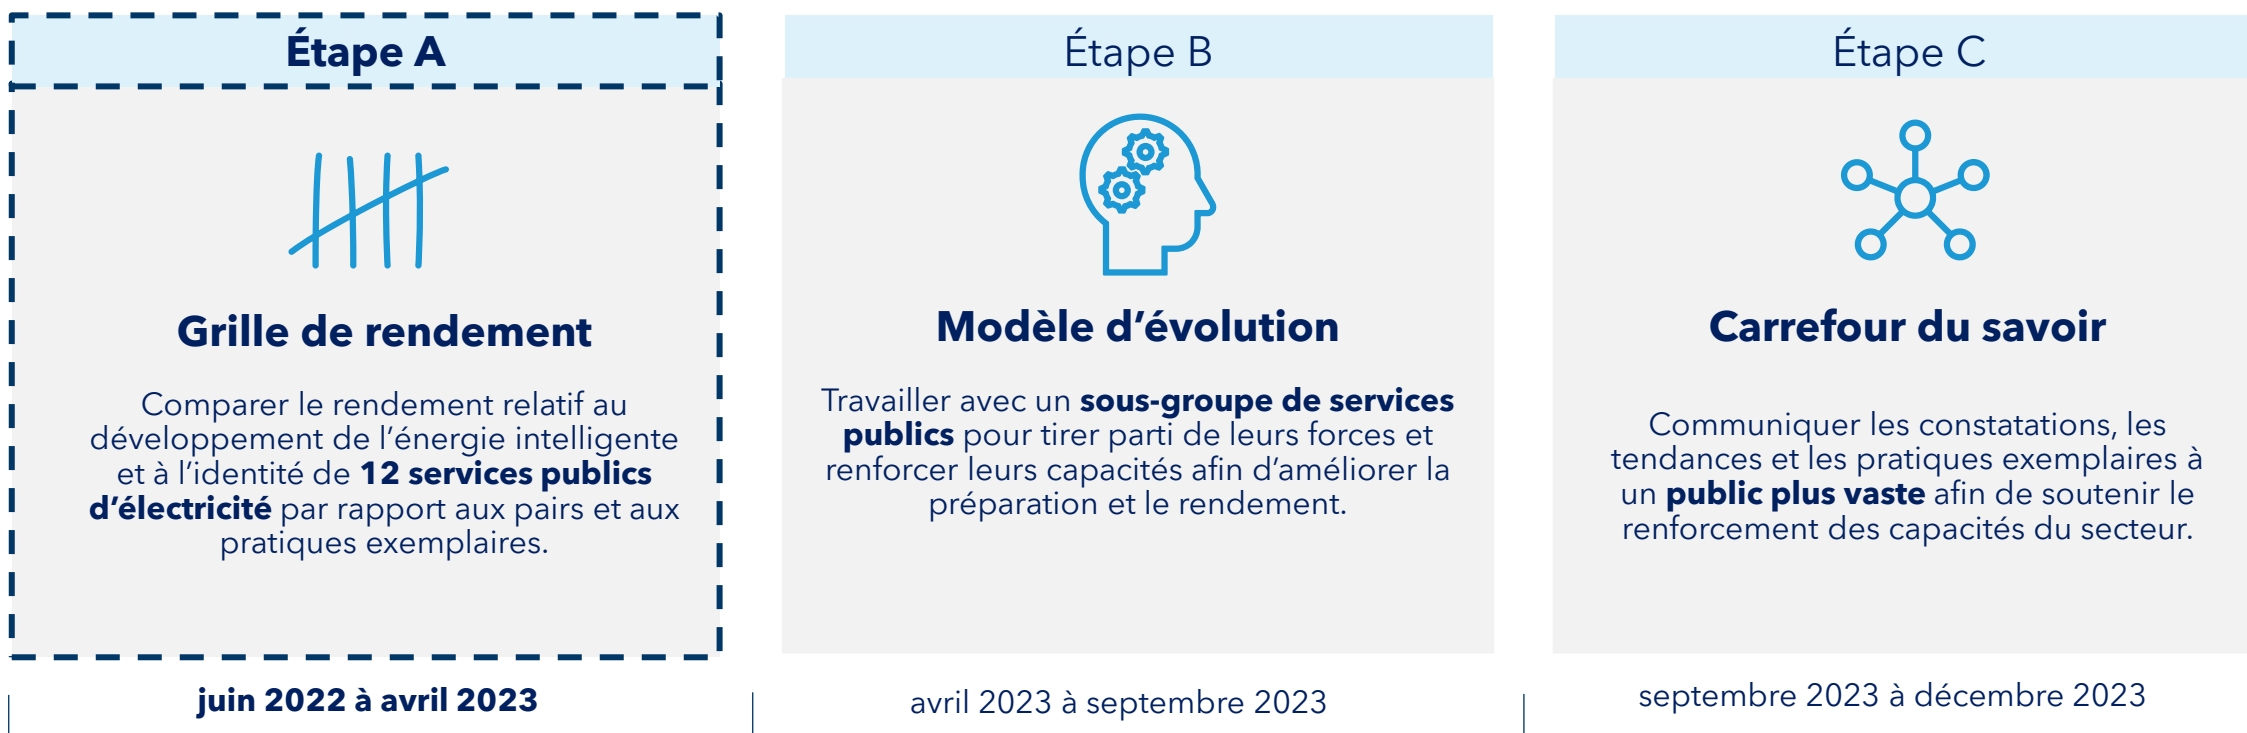 Étape A
Grille de rendement
Comparer le rendement relatif au
développement de l’énergie intelligente
et à l’identité de 12 services publics
d’électricité par rapport aux pairs et aux
pratiques exemplaires.
juin 2022 à avril 2023
Étape B
Modèle d’évolution
Travailler avec un sous-groupe de services
publics pour tirer parti de leurs forces et
renforcer leurs capacités afin d’améliorer la
préparation et le rendement.
avril 2023 à septembre 2023
Étape C
Carrefour du savoir
Communiquer les constatations, les
tendances et les pratiques exemplaires à
un public plus vaste afin de soutenir le
renforcement des capacités du secteur.
septembre 2023 à décembre 2023